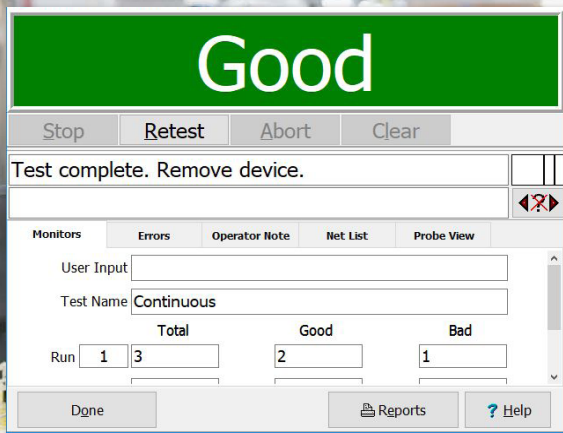 Good
Stop Retest Abort Clear
Test complete. Remove device.
?
Monitors Errors Operator Note Net List Probe View
User Input
Test Name Continuous
Total Good Bad
Run 1 3 2 1
Done Reports ? Help